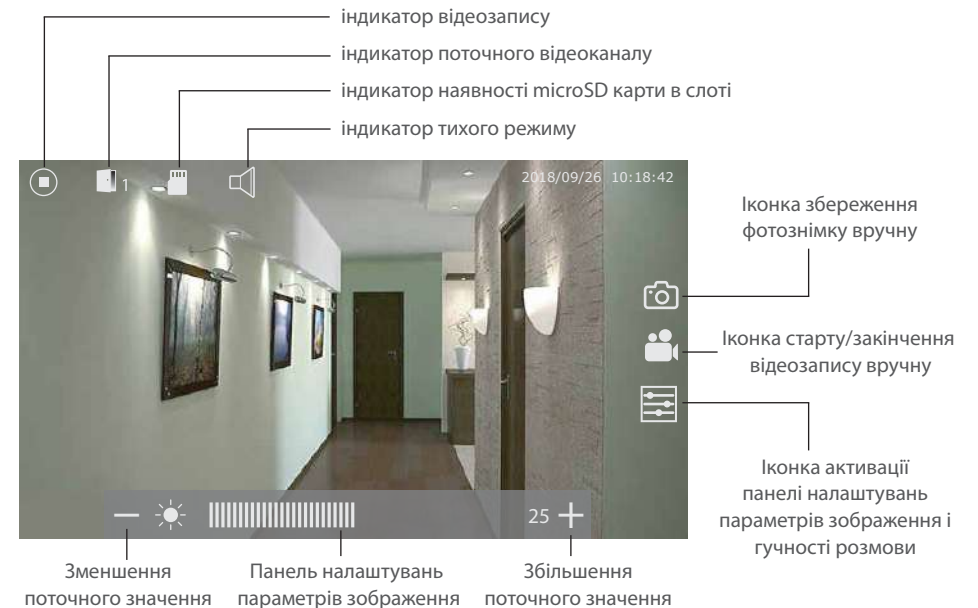 індикатор відеозапису
індикатор поточного відеоканалу
індикатор наявності microSD карти в слоті
індикатор тихого режиму
1
2018/09/26 10:18:42
Іконка збереження
фотознімку вручну
Іконка старту/закінчення
відеозапису вручну
Іконка активації
панелі налаштувань
параметрів зображення і
гучності розмови
25
Зменшення
поточного значення
Панель налаштувань
параметрів зображення
Збільшення
поточного значення